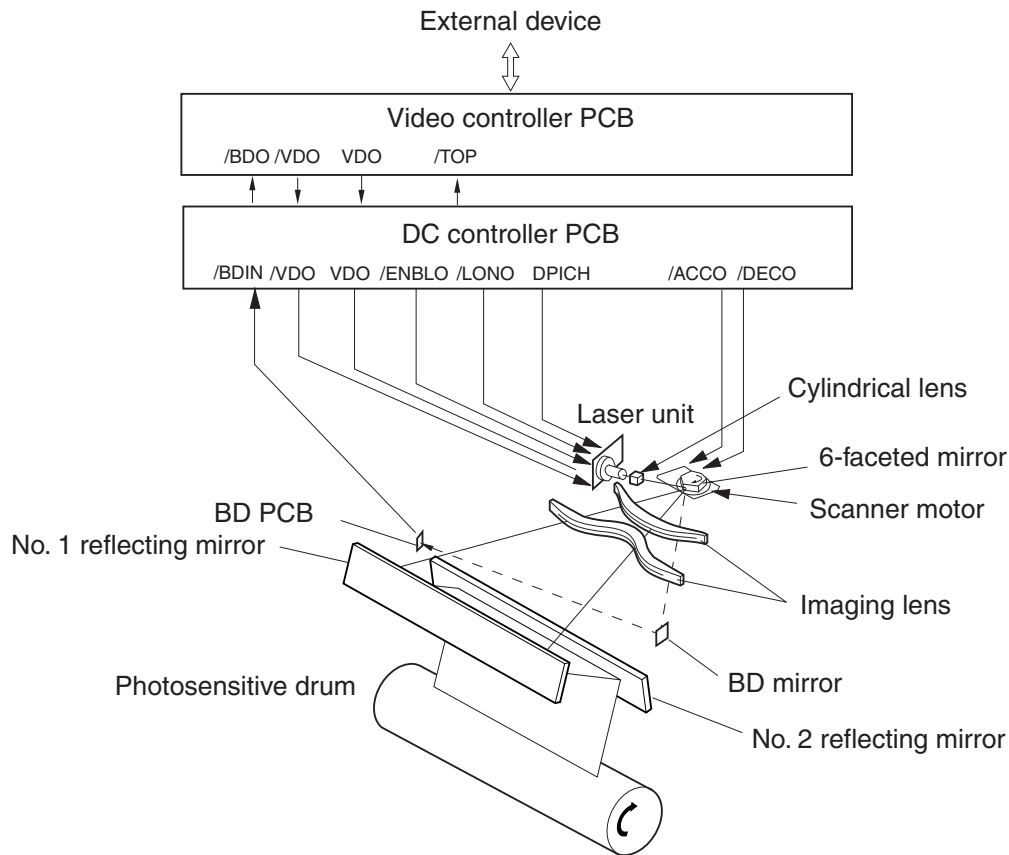 External device
Video controller PCB
/BDO /VDO VDO /TOP
DC controller PCB
/BDIN /VDO VDO /ENBLO /LONO DPICH /ACCO /DECO
Cylindrical lens
Laser unit
6-faceted mirror
Scanner motor
BD PCB
No. 1 reflecting mirror
Imaging lens
BD mirror
Photosensitive drum
No. 2 reflecting mirror